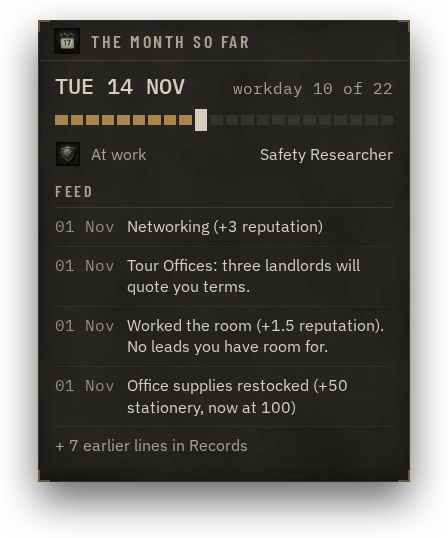 17
THE MONTH SO FAR
TUE 14 NOV
workday 10 of 22
At work
Safety Researcher
FEED
01 Nov Networking (+3 reputation)
01 Nov Tour Offices: three landlords will
quote you terms.
01 Nov Worked the room (+1.5 reputation).
No leads you have room for.
01 Nov Office supplies restocked (+50
stationery, now at 100)
+ 7 earlier lines in Records